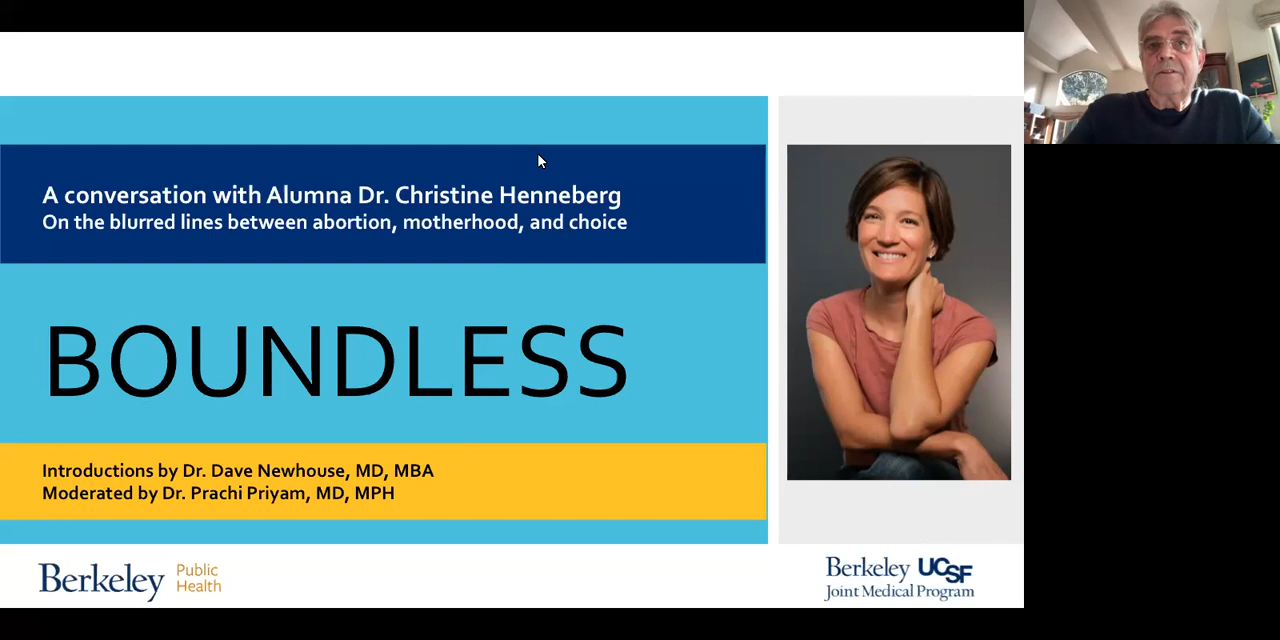 A conversation with Alumna Dr. Christine Henneberg
On the blurred lines between abortion, motherhood, and choice
BOUNDLESS
Introductions by Dr. Dave Newhouse, MD, MBA
Moderated by Dr. Prachi Priyam, MD, MPH
Berkeley Public Health
Berkeley UCSF
Joint Medical Program